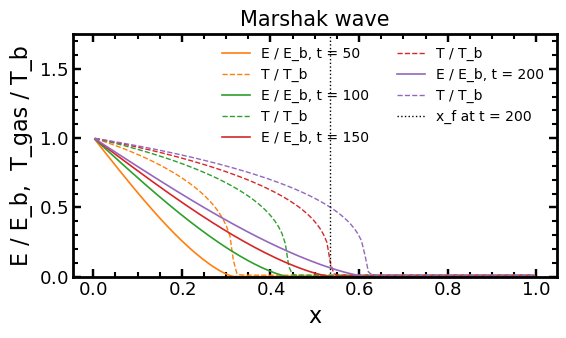 Marshak wave
E / E_b,  T_gas / T_b
1.5
1.0
0.5
0.0
E / E_b, t = 50
T / T_b
E / E_b, t = 100
T / T_b
E / E_b, t = 150
T / T_b
E / E_b, t = 200
T / T_b
x_f at t = 200
0.0 0.2 0.4 0.6 0.8 1.0
x